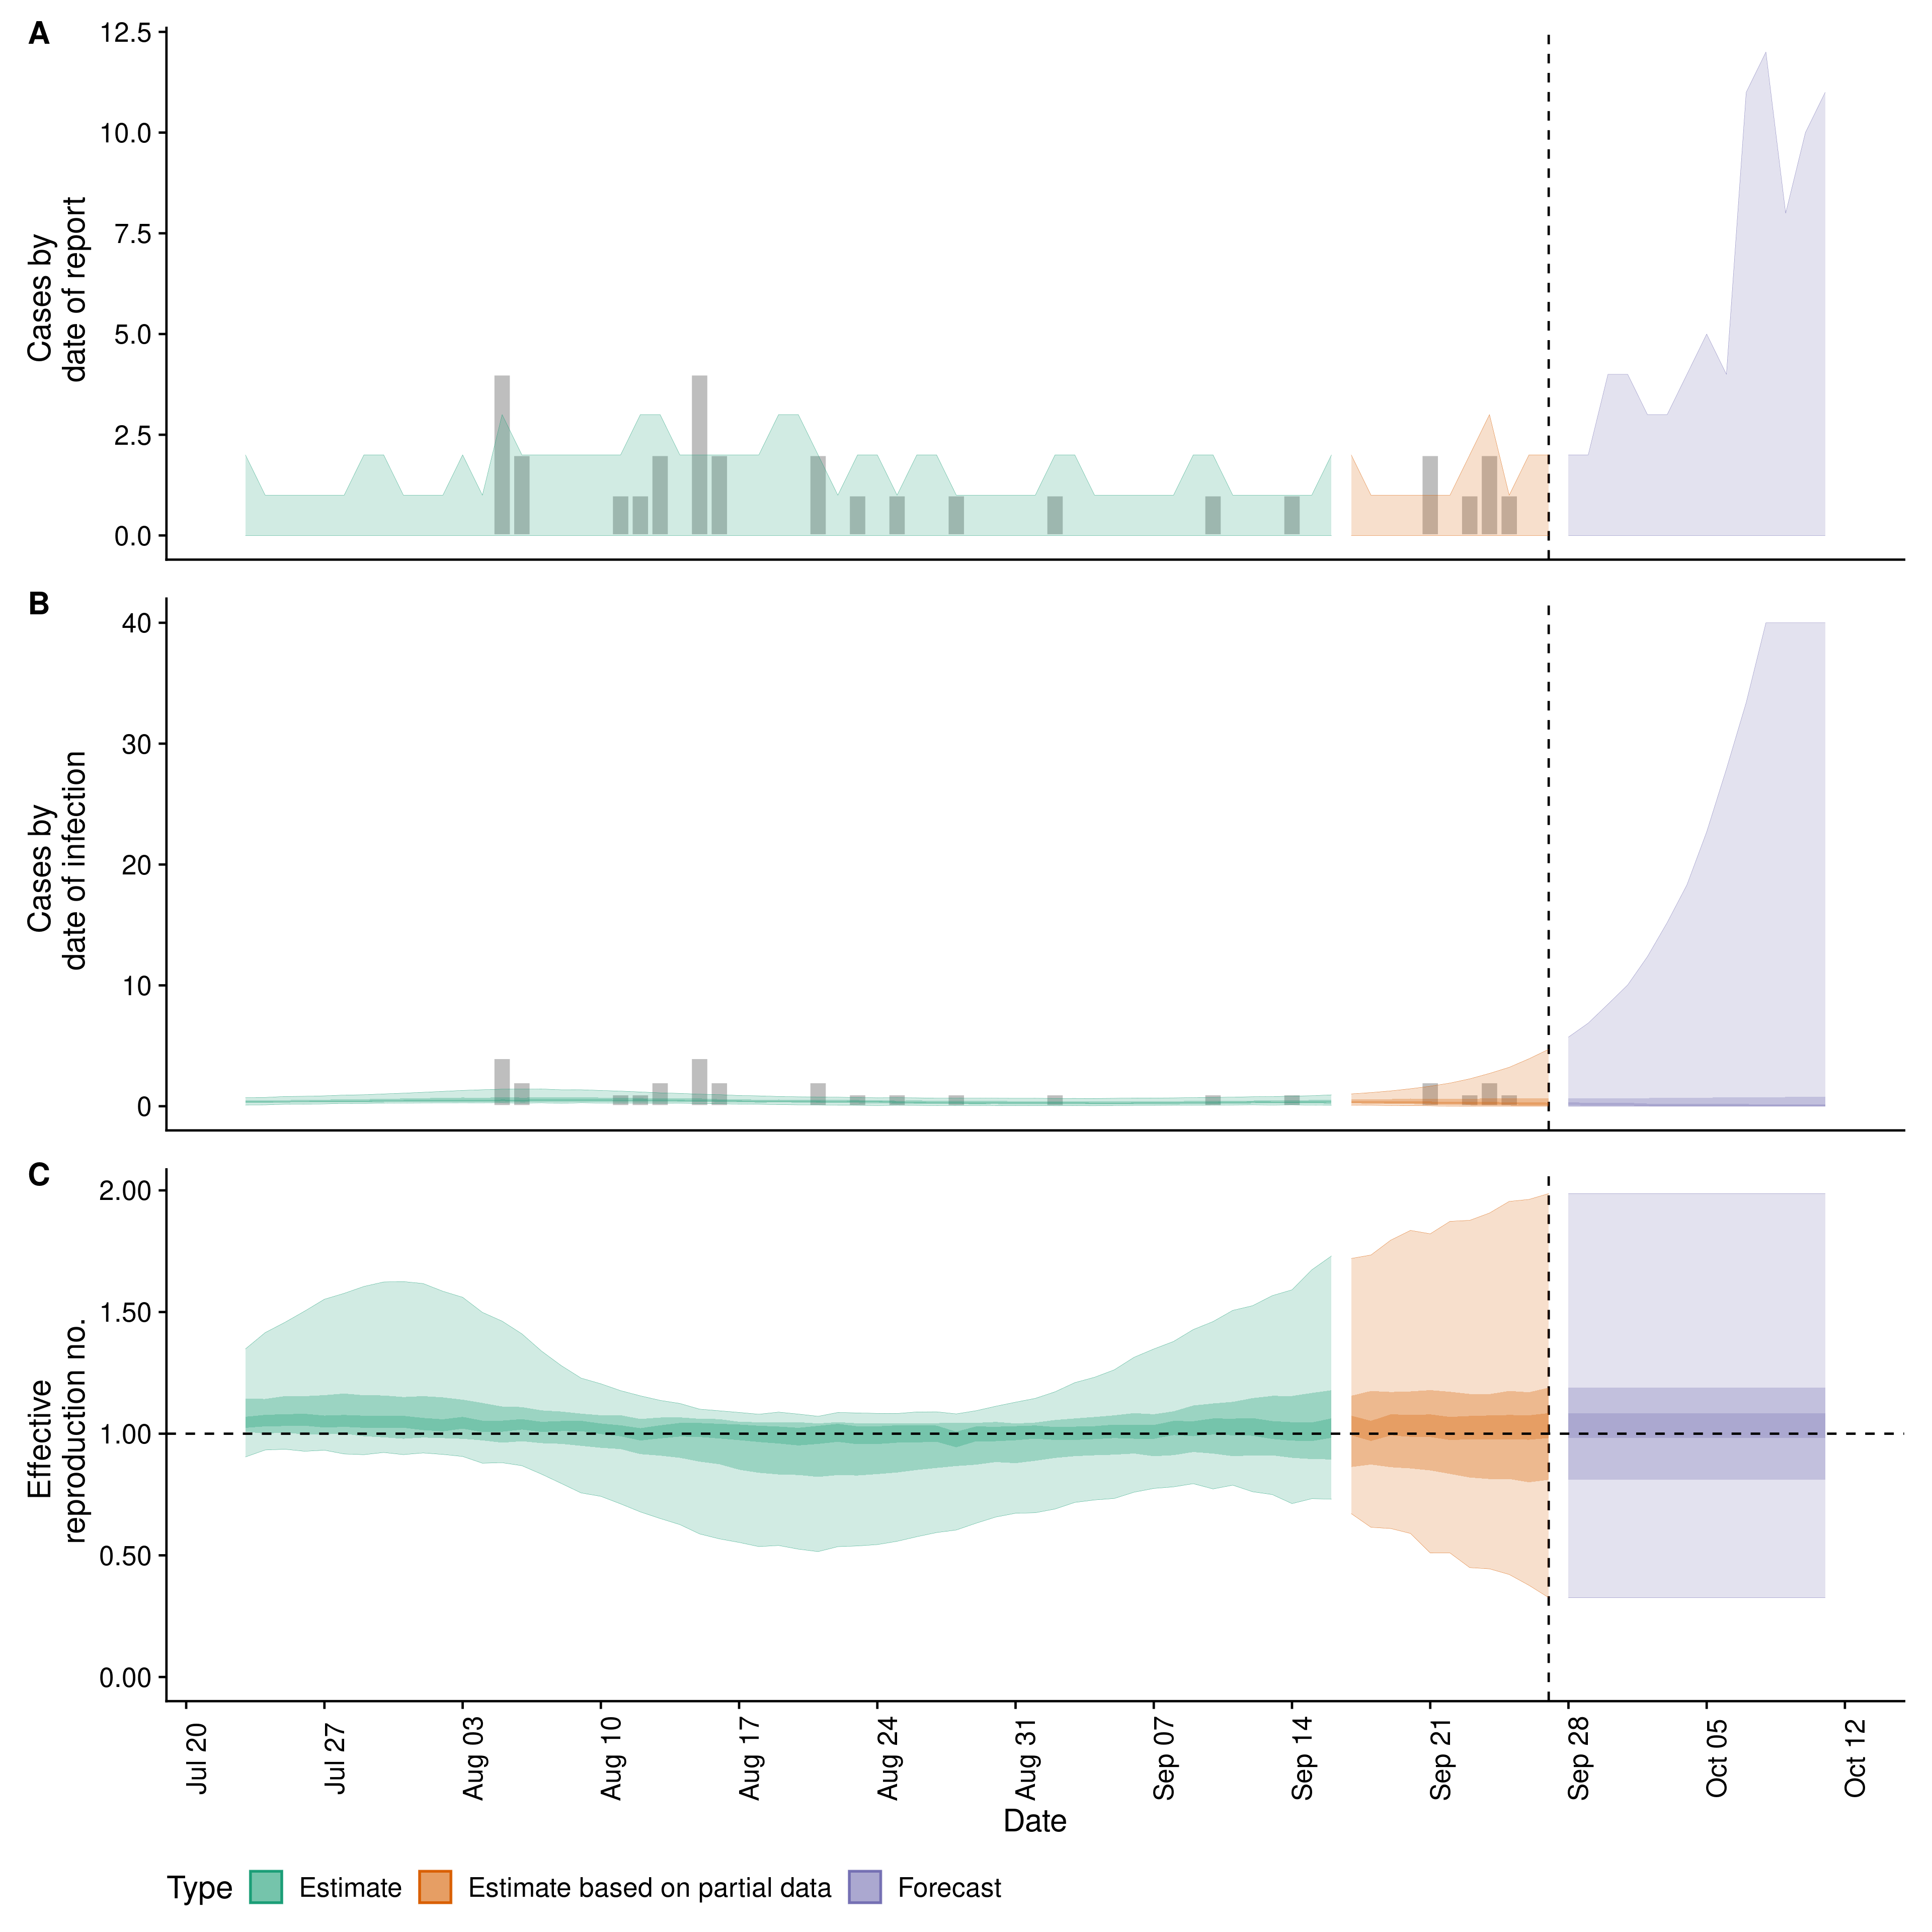 A
Cases by
date of report
12.5
10.0
7.5
5.0
2.5
0.0
B
Cases by
date of infection
40
30
20
10
0
C
Effective
reproduction no.
2.00
1.50
1.00
0.50
0.00
Jul 20
Jul 27
Aug 03
Aug 10
Aug 17
Aug 24
Aug 31
Sep 07
Sep 14
Sep 21
Sep 28
Oct 05
Oct 12
Date
Type Estimate Estimate based on partial data Forecast